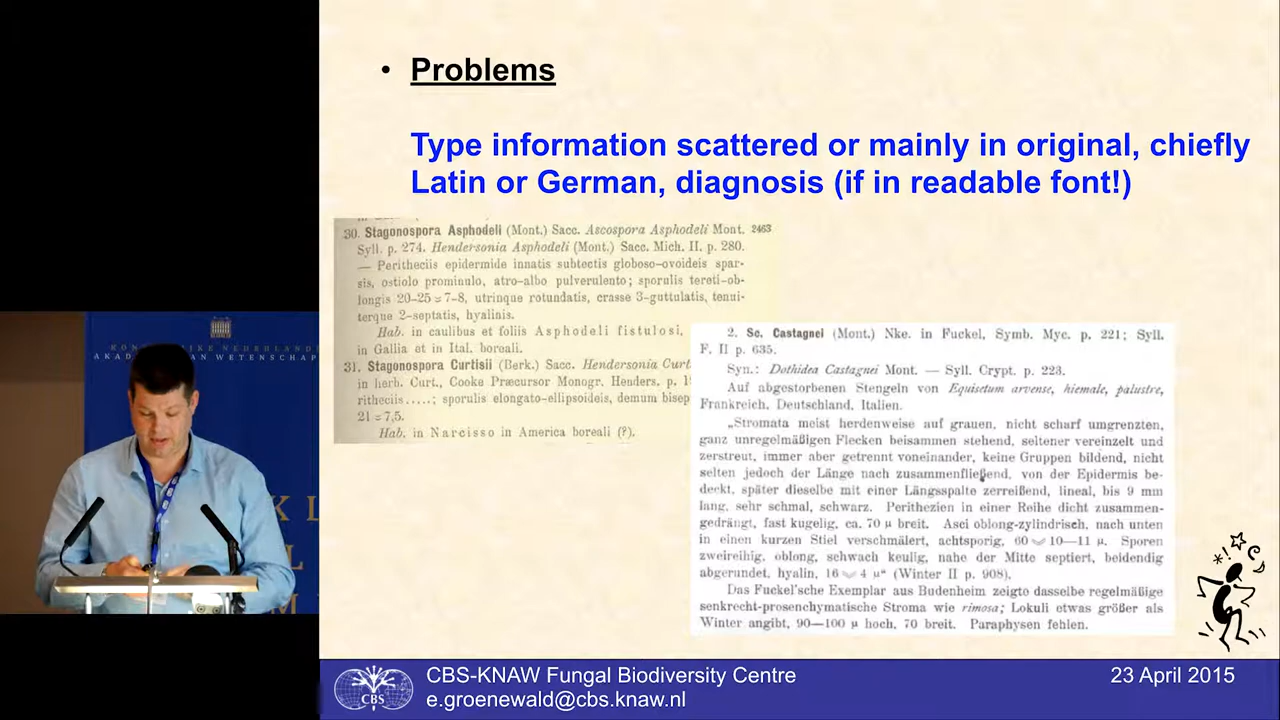 • Problems
Type information scattered or mainly in original, chiefly
Latin or German, diagnosis (if in readable font!)
30. Stagonospora Asphodeli (Mont.) Sacc. Ascospora Asphodeli Mont. 2463
Syll. p. 274. Hendersonia Asphodeli (Mont.) Sacc. Mich. II. p. 280.
— Peritheciis epidermide innatis subtectis globoso-ovoideis spar-
sis, ostiolo prominulo, atro-albo pulverulento; sporulis tereti-ob-
longis 20-25 ≍ 7-8, utrinque rotundatis, crasse 3-guttulatis, tenui-
terque 2-septatis, hyalinis.
Hab. in caulibus et foliis Asphodeli fistulosi,
in Gallia et in Ital. boreali.
31. Stagonospora Curtisii (Berk.) Sacc. Hendersonia Curt
in herb. Curt., Cooke Præcursor Monogr. Henders. p. 1
ritheciis.....; sporulis elongato-ellipsoideis, demum bisep
21 ≍ 7,5.
Hab. in Narcisso in America boreali (?).
2. Sc. Castagnei (Mont.) Nke. in Fuckel, Symb. Myc. p. 221; Syll.
F. II p. 635.
Syn.: Dothidea Castagnei Mont. — Syll. Crypt. p. 223.
Auf abgestorbenen Stengeln von Equisetum arvense, hiemale, palustre,
Frankreich, Deutschland, Italien.
„Stromata meist herdenweise auf grauen, nicht scharf umgrenzten,
ganz unregelmäßigen Flecken beisammen stehend, seltener vereinzelt und
zerstreut, immer aber getrennt voneinander, keine Gruppen bildend, nicht
selten jedoch der Länge nach zusammenfließend, von der Epidermis be-
deckt, später dieselbe mit einer Längsspalte zerreißend, lineal, bis 9 mm
lang, sehr schmal, schwarz. Perithezien in einer Reihe dicht zusammen-
gedrängt, fast kugelig, ca. 70 µ breit. Asci oblong-zylindrisch, nach unten
in einen kurzen Stiel verschmälert, achtsporig, 60 ≍ 10—11 µ. Sporen
zweireihig, oblong, schwach keulig, nahe der Mitte septiert, beidendig
abgerundet, hyalin, 16 ≍ 4 µ“ (Winter II p. 908).
Das Fuckel'sche Exemplar aus Budenheim zeigte dasselbe regelmäßige
senkrecht-prosenchymatische Stroma wie rimosa; Lokuli etwas größer als
Winter angibt, 90—100 µ hoch, 70 breit. Paraphysen fehlen.
CBS
CBS-KNAW Fungal Biodiversity Centre
e.groenewald@cbs.knaw.nl
23 April 2015